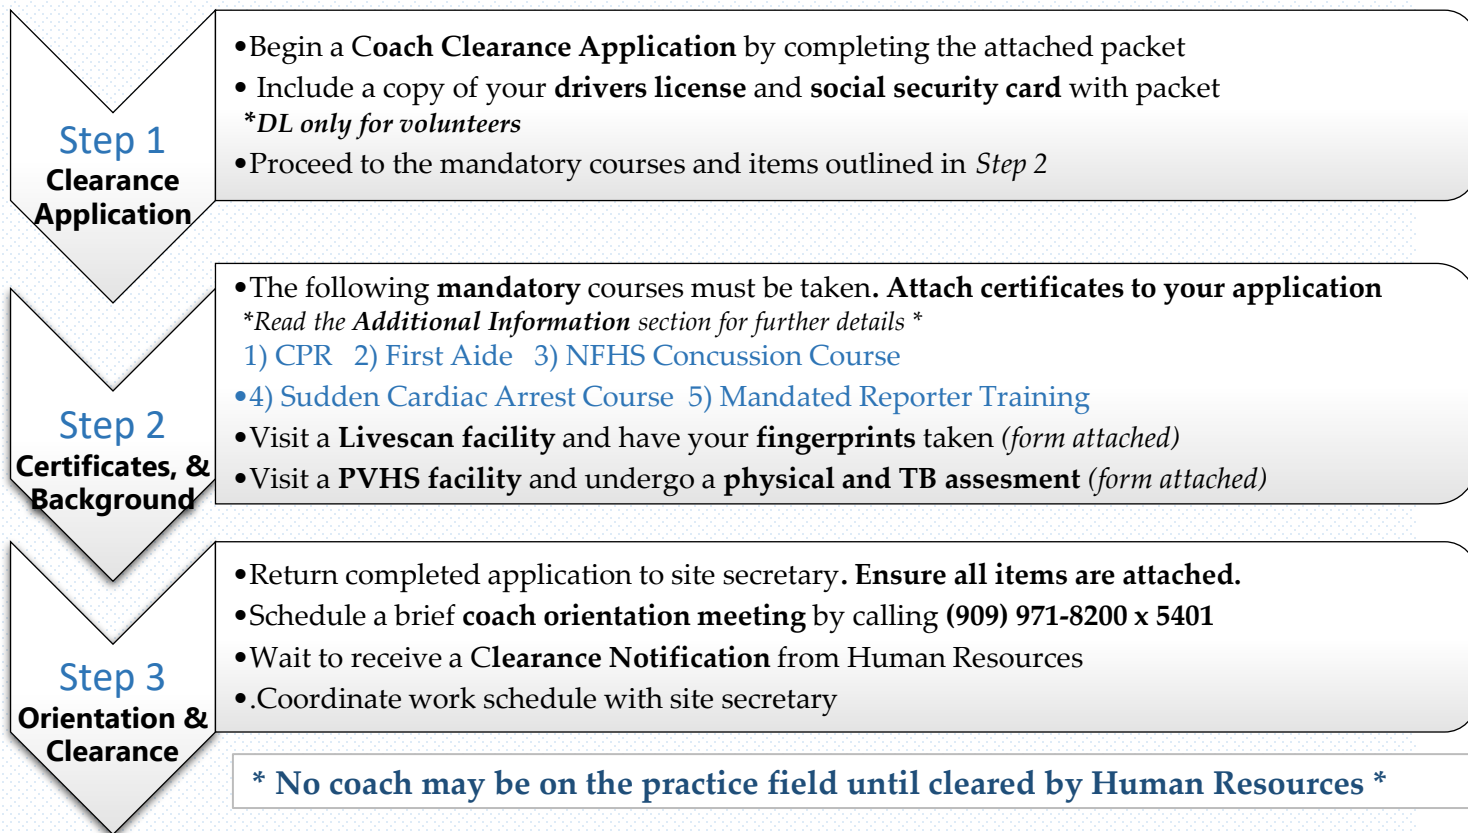 Step 1
Clearance
Application
•Begin a Coach Clearance Application by completing the attached packet
• Include a copy of your drivers license and social security card with packet
*DL only for volunteers
•Proceed to the mandatory courses and items outlined in Step 2
Step 2
Certificates, &
Background
•The following mandatory courses must be taken. Attach certificates to your application
*Read the Additional Information section for further details *
1) CPR 2) First Aide 3) NFHS Concussion Course
•4) Sudden Cardiac Arrest Course 5) Mandated Reporter Training
•Visit a Livescan facility and have your fingerprints taken (form attached)
•Visit a PVHS facility and undergo a physical and TB assesment (form attached)
Step 3
Orientation &
Clearance
•Return completed application to site secretary. Ensure all items are attached.
•Schedule a brief coach orientation meeting by calling (909) 971-8200 x 5401
•Wait to receive a Clearance Notification from Human Resources
•.Coordinate work schedule with site secretary
* No coach may be on the practice field until cleared by Human Resources *